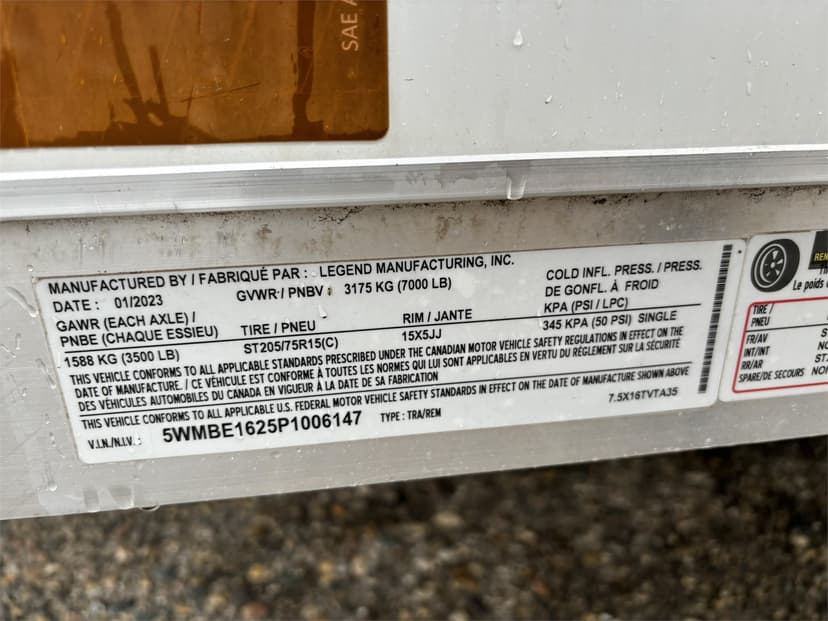 SAE
MANUFACTURED BY / FABRIQUÉ PAR : LEGEND MANUFACTURING, INC.
DATE : 01/2023 GVWR / PNBV : 3175 KG (7000 LB) COLD INFL. PRESS. / PRESS.
GAWR (EACH AXLE) / DE GONFL. À FROID
PNBE (CHAQUE ESSIEU) TIRE / PNEU RIM / JANTE KPA (PSI / LPC)
1588 KG (3500 LB) ST205/75R15(C) 15X5JJ 345 KPA (50 PSI) SINGLE
THIS VEHICLE CONFORMS TO ALL APPLICABLE STANDARDS PRESCRIBED UNDER THE CANADIAN MOTOR VEHICLE SAFETY REGULATIONS IN EFFECT ON THE
DATE OF MANUFACTURE. / CE VÉHICULE EST CONFORME À TOUTES LES NORMES QUI LUI SONT APPLICABLES EN VERTU DU RÈGLEMENT SUR LA SÉCURITÉ
DES VÉHICULES AUTOMOBILES DU CANADA EN VIGUEUR À LA DATE DE SA FABRICATION
THIS VEHICLE CONFORMS TO ALL APPLICABLE U.S. FEDERAL MOTOR VEHICLE SAFETY STANDARDS IN EFFECT ON THE DATE OF MANUFACTURE SHOWN ABOVE
V.I.N./N.I.V. : 5WMBE1625P1006147 TYPE : TRA/REM 7.5X16TVTA35
Le poids
TIRE /
PNEU
FR/AV
INT/INT
RR/AR
SPARE/DE SECOURS